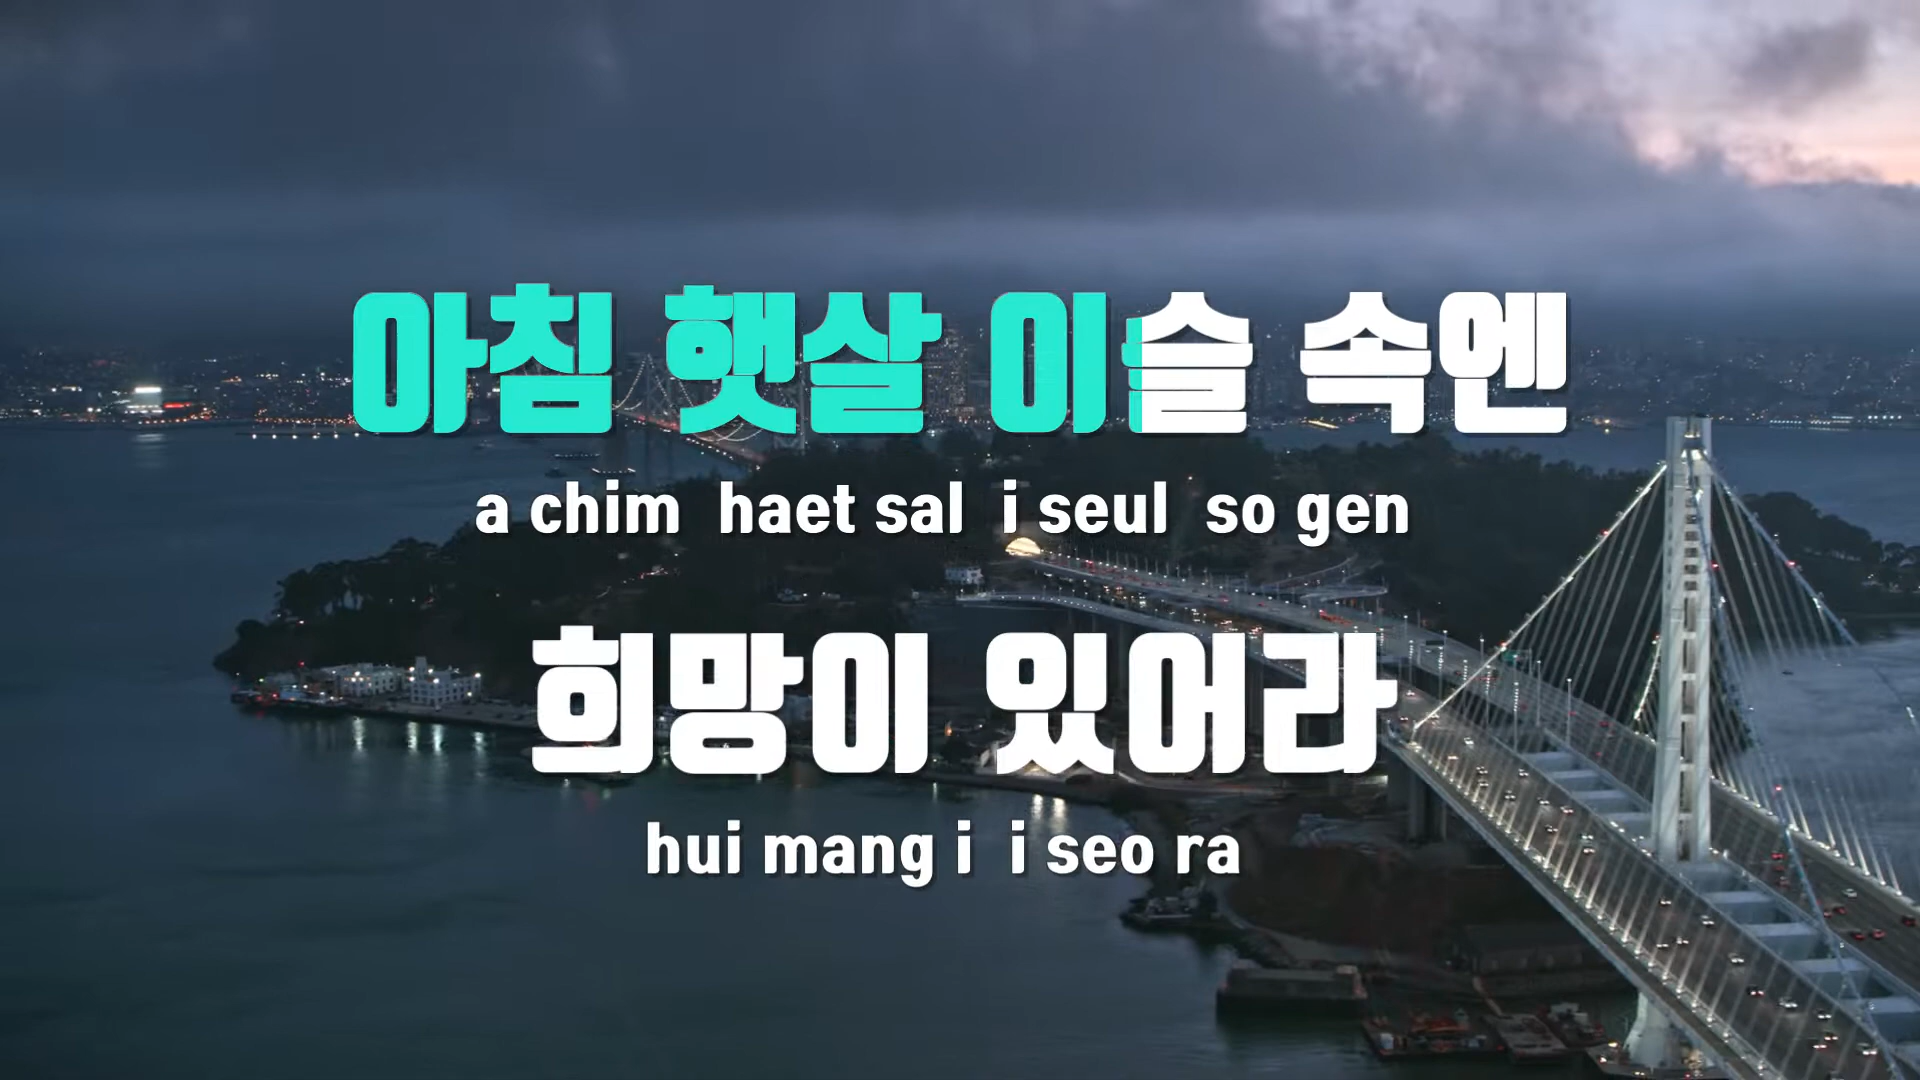 아침 햇살 이슬 속엔
a chim haet sal i seul so gen
희망이 있어라
hui mang i i seo ra